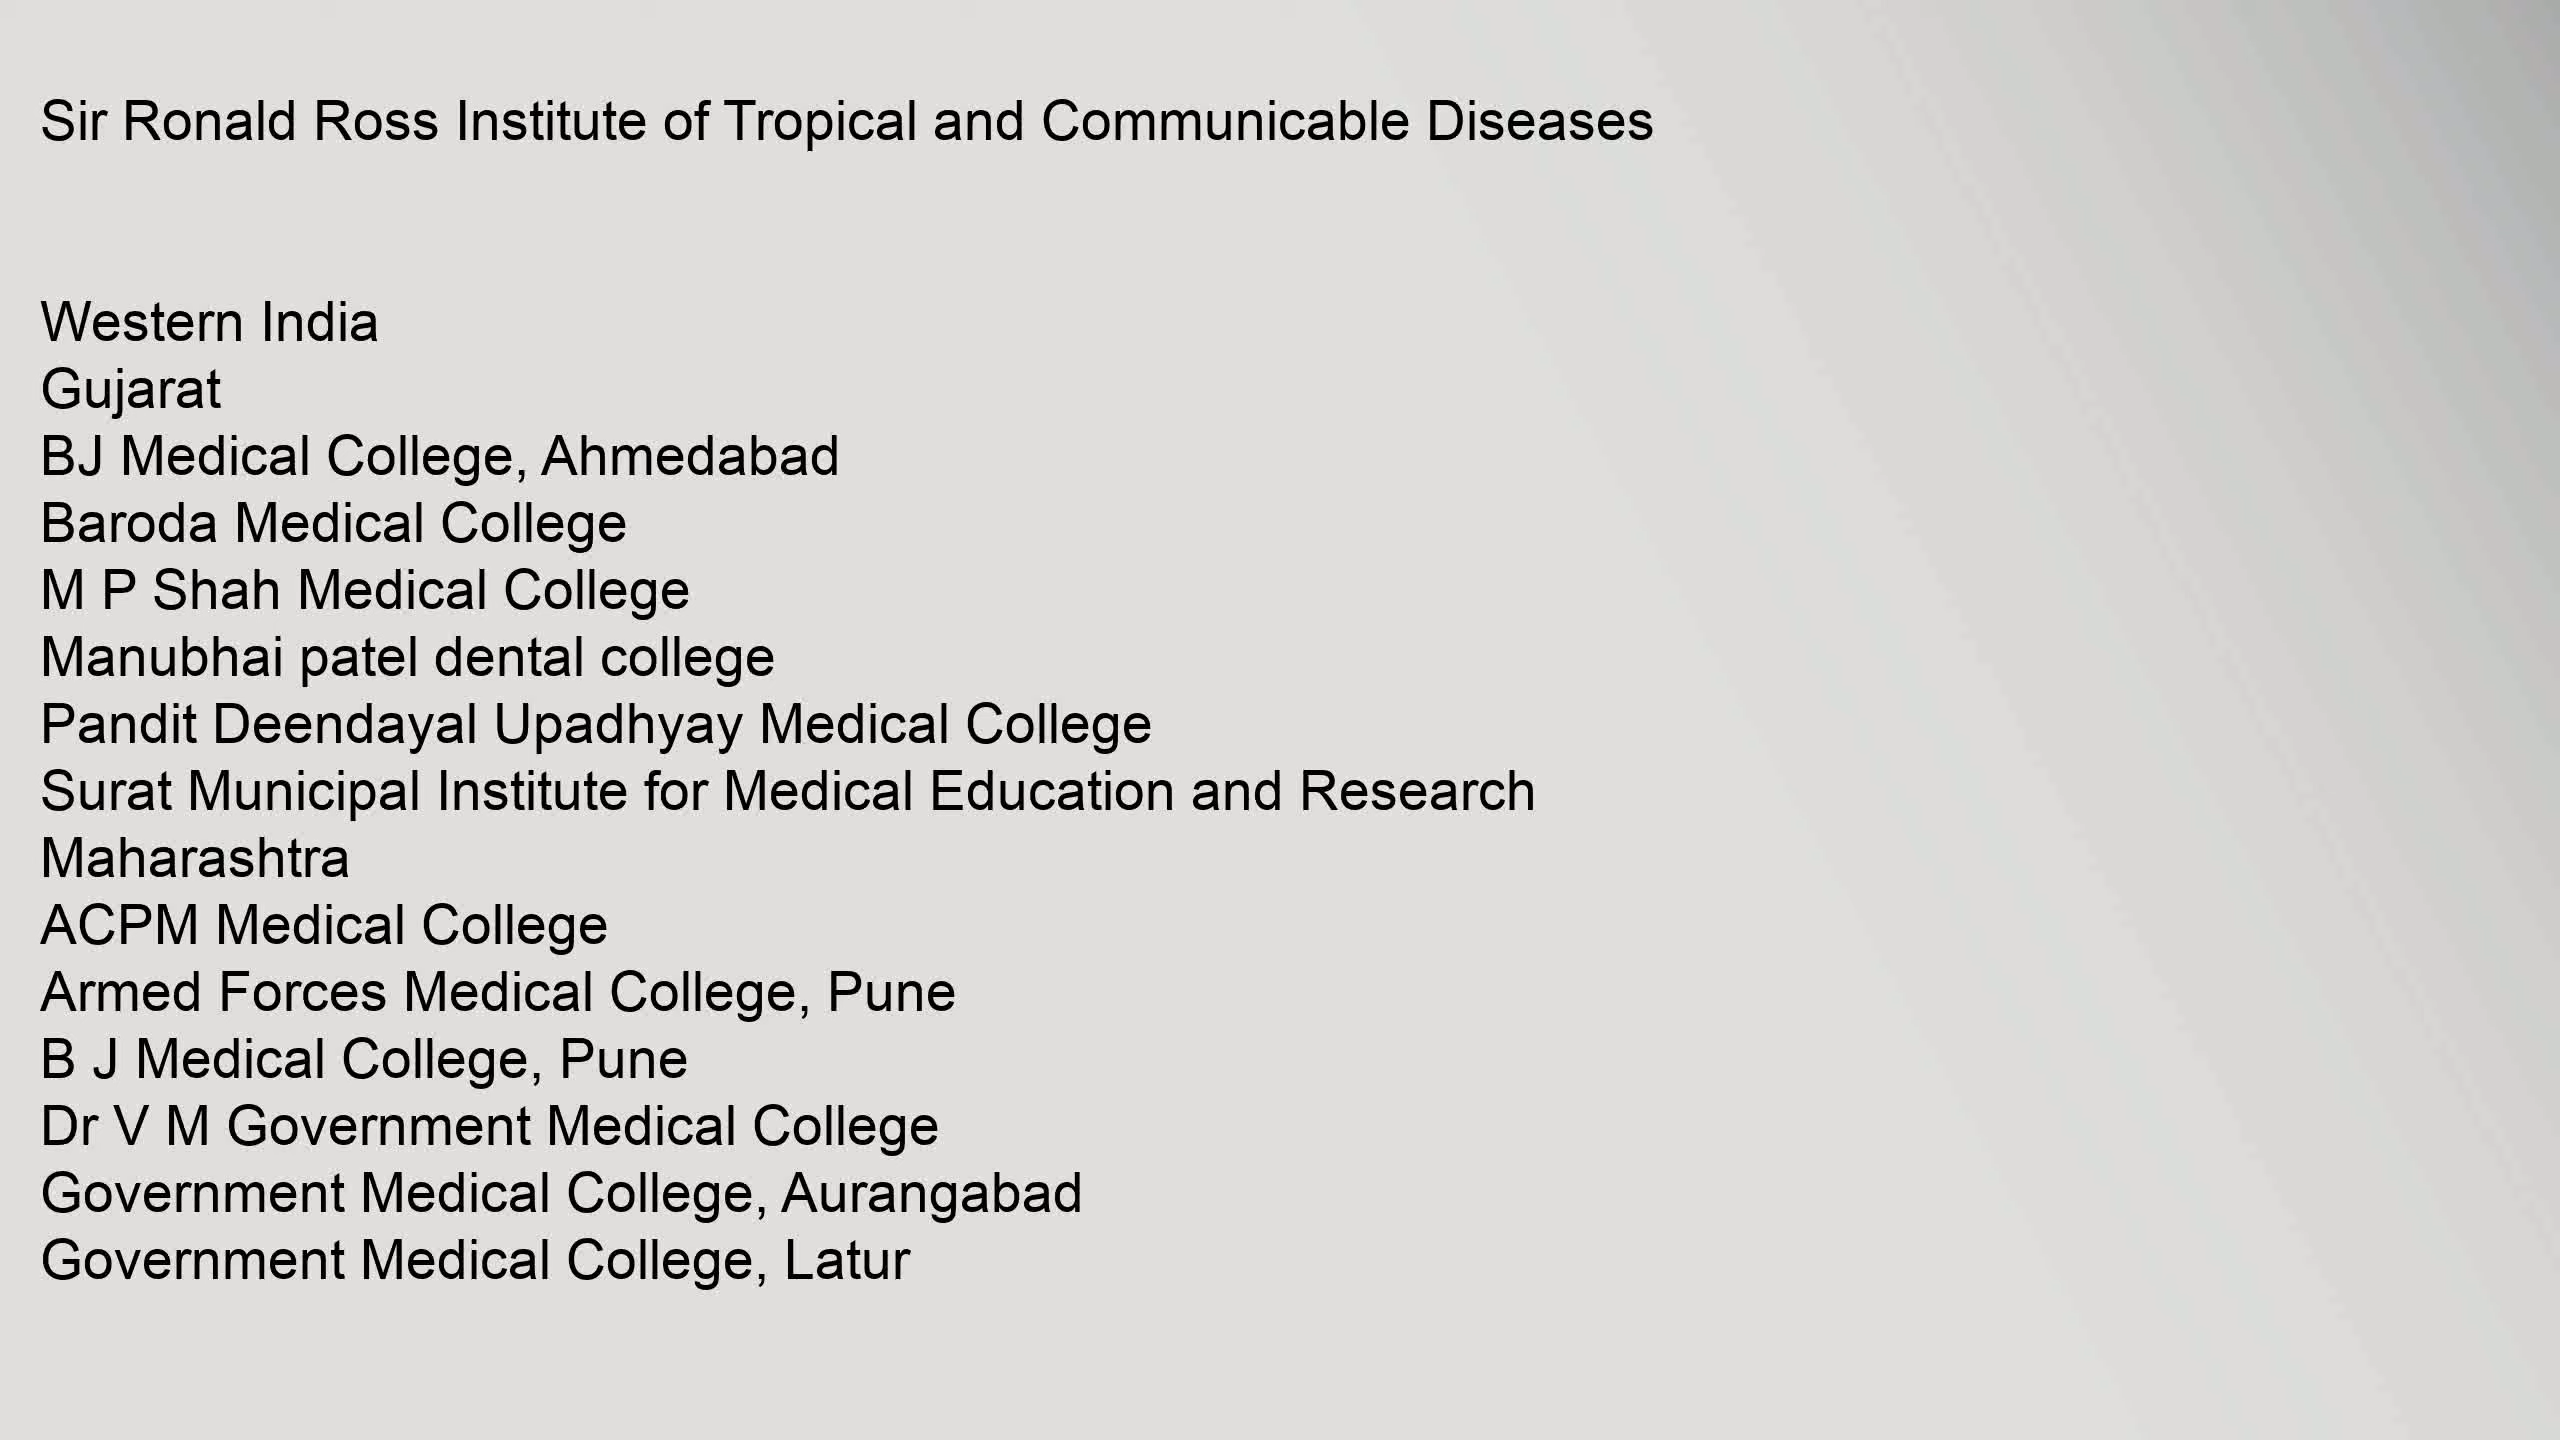 Sir Ronald Ross Institute of Tropical and Communicable Diseases
Western India
Gujarat
BJ Medical College, Ahmedabad
Baroda Medical College
M P Shah Medical College
Manubhai patel dental college
Pandit Deendayal Upadhyay Medical College
Surat Municipal Institute for Medical Education and Research
Maharashtra
ACPM Medical College
Armed Forces Medical College, Pune
B J Medical College, Pune
Dr V M Government Medical College
Government Medical College, Aurangabad
Government Medical College, Latur